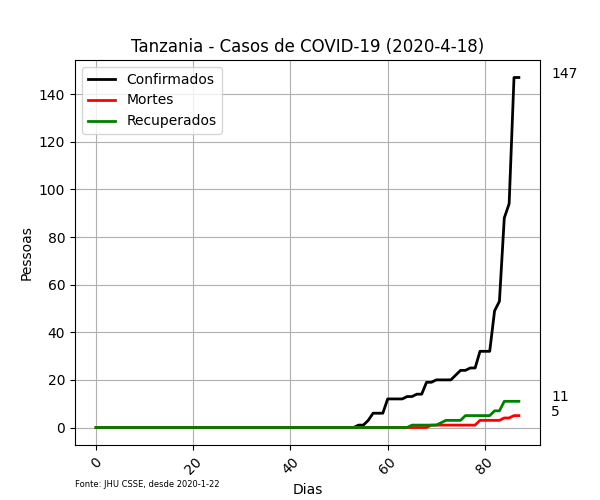 Tanzania - Casos de COVID-19 (2020-4-18)
Confirmados
Mortes
Recuperados
147
11
5
Pessoas
140
120
100
80
60
40
20
0
0
20
40
60
80
Dias
Fonte: JHU CSSE, desde 2020-1-22